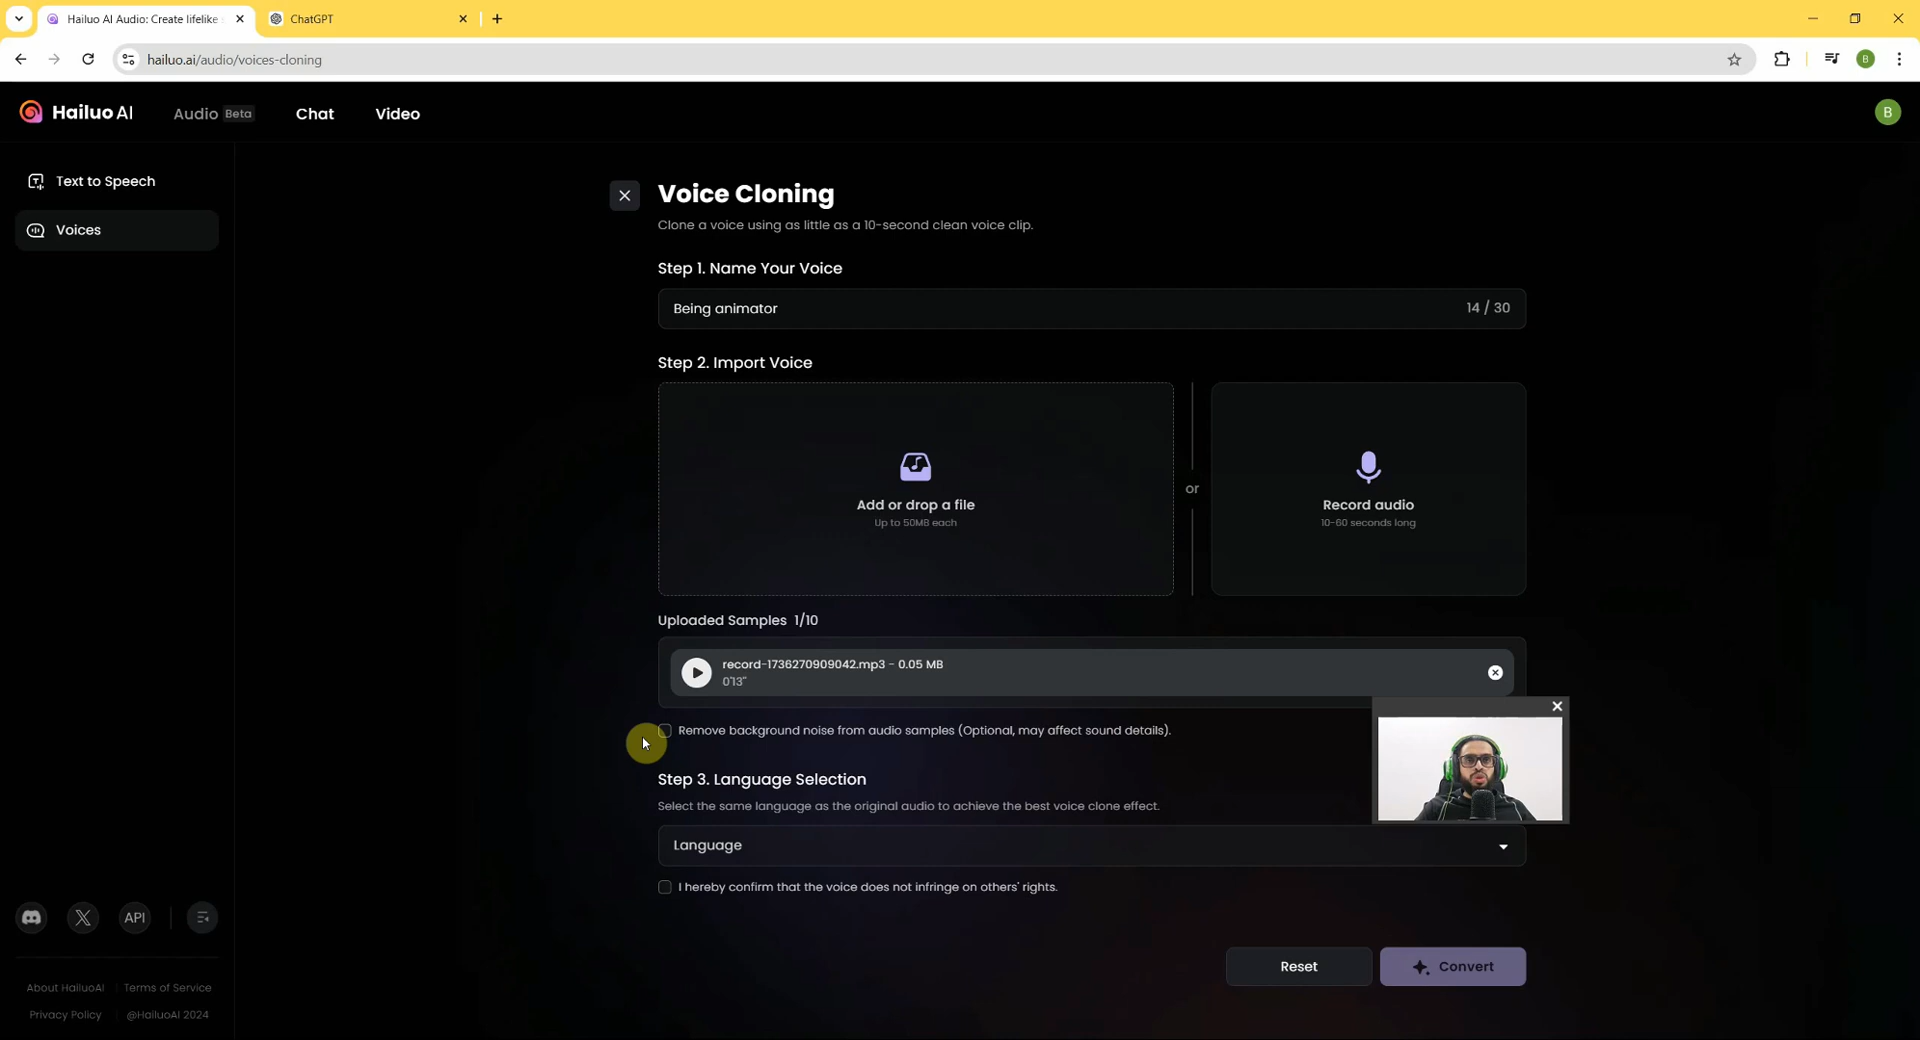 Hailuo AI Audio: Create lifelike
ChatGPT
hailuo.ai/audio/voices-cloning
B
Hailuo AI
Audio Beta
Chat
Video
B
Text to Speech
Voices
Voice Cloning
Clone a voice using as little as a 10-second clean voice clip.
Step 1. Name Your Voice
Being animator
14 / 30
Step 2. Import Voice
Add or drop a file
Up to 50MB each
or
Record audio
10-60 seconds long
Uploaded Samples 1/10
record-1736270909042.mp3 - 0.05 MB
0'13"
Remove background noise from audio samples (Optional, may affect sound details).
Step 3. Language Selection
Select the same language as the original audio to achieve the best voice clone effect.
Language
I hereby confirm that the voice does not infringe on others' rights.
Reset
Convert
API
About HailuoAI
Terms of Service
Privacy Policy
@HailuoAI 2024